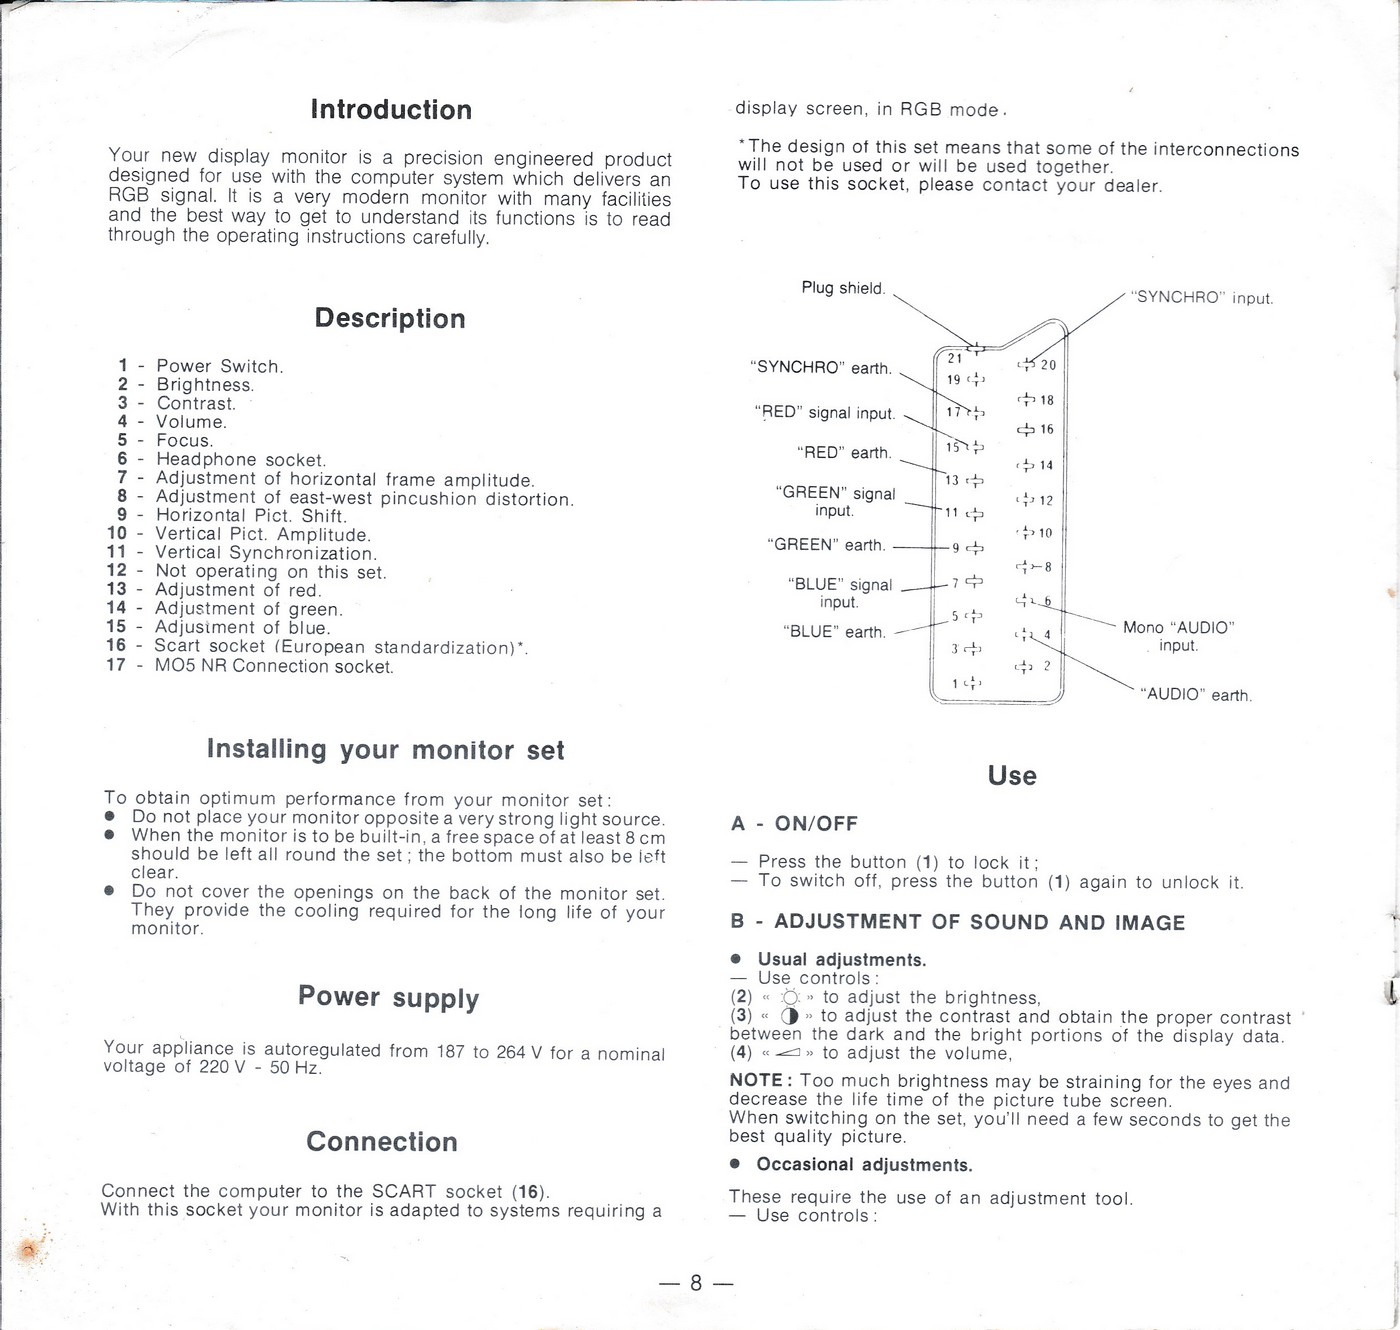 Introduction
Your new display monitor is a precision engineered product
designed for use with the computer system which delivers an
RGB signal. It is a very modern monitor with many facilities
and the best way to get to understand its functions is to read
through the operating instructions carefully.
Description
1 - Power Switch.
2 - Brightness.
3 - Contrast.
4 - Volume.
5 - Focus.
6 - Headphone socket.
7 - Adjustment of horizontal frame amplitude.
8 - Adjustment of east-west pincushion distortion.
9 - Horizontal Pict. Shift.
10 - Vertical Pict. Amplitude.
11 - Vertical Synchronization.
12 - Not operating on this set.
13 - Adjustment of red.
14 - Adjustment of green.
15 - Adjustment of blue.
16 - Scart socket (European standardization)*.
17 - MO5 NR Connection socket.
Installing your monitor set
To obtain optimum performance from your monitor set :
● Do not place your monitor opposite a very strong light source.
● When the monitor is to be built-in, a free space of at least 8 cm
should be left all round the set ; the bottom must also be left
clear.
● Do not cover the openings on the back of the monitor set.
They provide the cooling required for the long life of your
monitor.
Power supply
Your appliance is autoregulated from 187 to 264 V for a nominal
voltage of 220 V - 50 Hz.
Connection
Connect the computer to the SCART socket (16).
With this socket your monitor is adapted to systems requiring a
display screen, in RGB mode.
*The design of this set means that some of the interconnections
will not be used or will be used together.
To use this socket, please contact your dealer.
Plug shield.
“SYNCHRO” input.
“SYNCHRO” earth.
“RED” signal input.
“RED” earth.
“GREEN” signal
input.
“GREEN” earth.
“BLUE” signal
input.
“BLUE” earth.
21
19
17
15
13
11
9
7
5
3
1
20
18
16
14
12
10
8
6
4
2
Mono “AUDIO”
input.
“AUDIO” earth.
Use
A - ON/OFF
— Press the button (1) to lock it ;
— To switch off, press the button (1) again to unlock it.
B - ADJUSTMENT OF SOUND AND IMAGE
● Usual adjustments.
— Use controls :
(2) « » to adjust the brightness,
(3) « » to adjust the contrast and obtain the proper contrast
between the dark and the bright portions of the display data.
(4) « » to adjust the volume,
NOTE : Too much brightness may be straining for the eyes and
decrease the life time of the picture tube screen.
When switching on the set, you'll need a few seconds to get the
best quality picture.
● Occasional adjustments.
These require the use of an adjustment tool.
— Use controls :
— 8 —